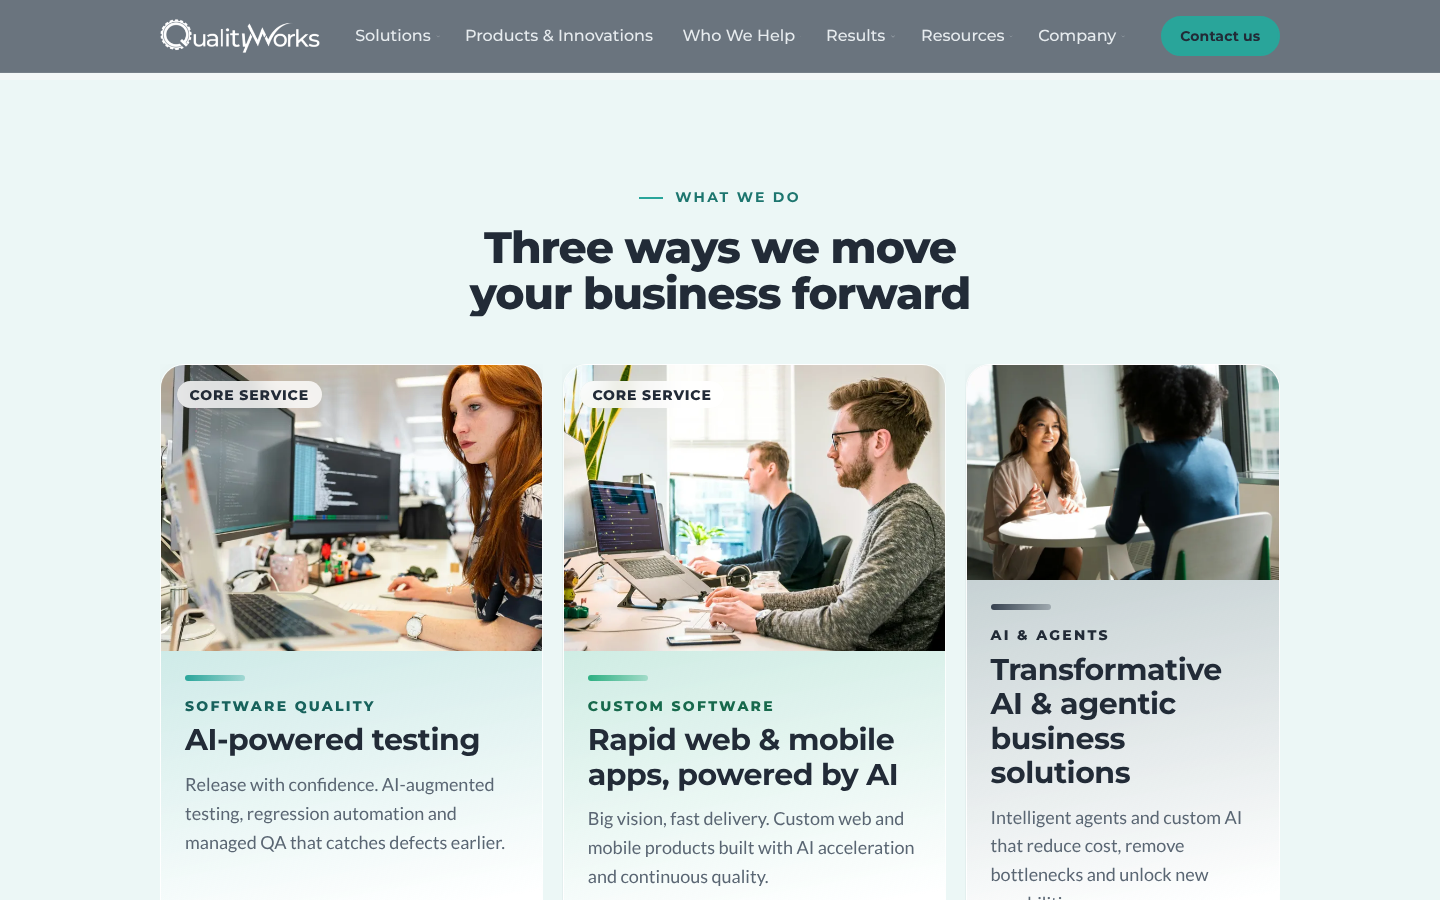 QualityWorks
Solutions
Products & Innovations
Who We Help
Results
Resources
Company
Contact us
WHAT WE DO
Three ways we move
your business forward
CORE SERVICE
SOFTWARE QUALITY
AI-powered testing
Release with confidence. AI-augmented
testing, regression automation and
managed QA that catches defects earlier.
CORE SERVICE
CUSTOM SOFTWARE
Rapid web & mobile
apps, powered by AI
Big vision, fast delivery. Custom web and
mobile products built with AI acceleration
and continuous quality.
AI & AGENTS
Transformative
AI & agentic
business
solutions
Intelligent agents and custom AI
that reduce cost, remove
bottlenecks and unlock new